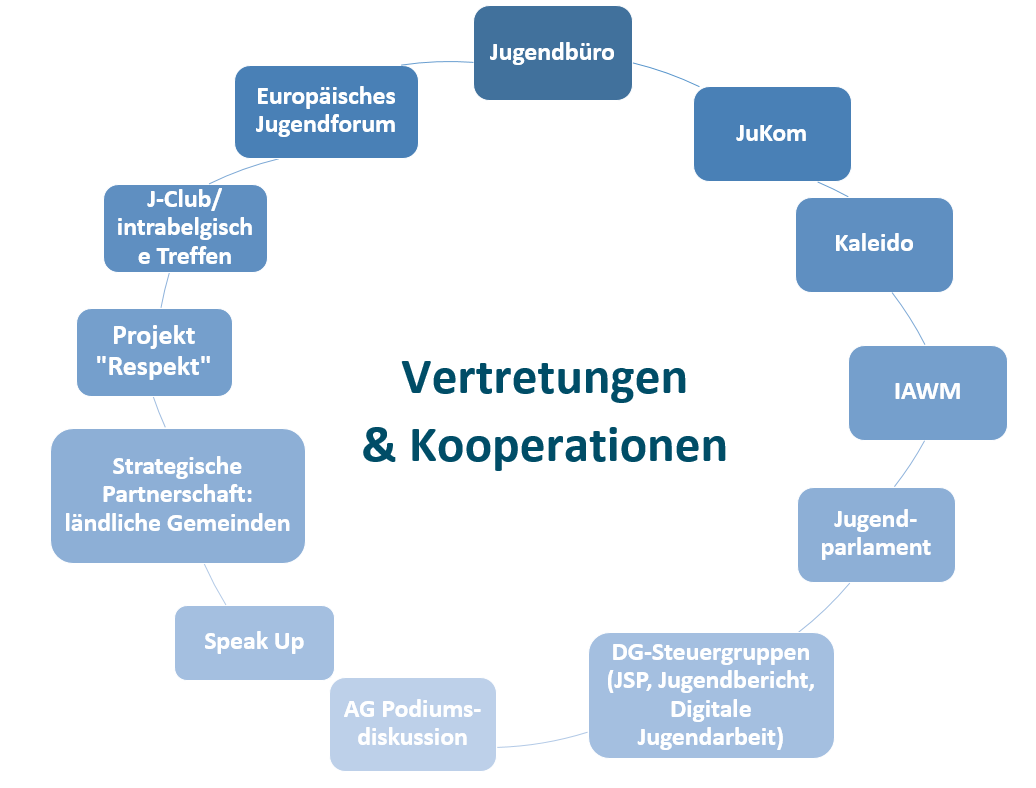 Jugendbüro
JuKom
Kaleido
IAWM
Jugend-
parlament
DG-Steuergruppen
(JSP, Jugendbericht,
Digitale
Jugendarbeit)
AG Podiums-
diskussion
Speak Up
Strategische
Partnerschaft:
ländliche Gemeinden
Projekt
"Respekt"
J-Club/
intrabelgisch
e Treffen
Europäisches
Jugendforum
Vertretungen
& Kooperationen